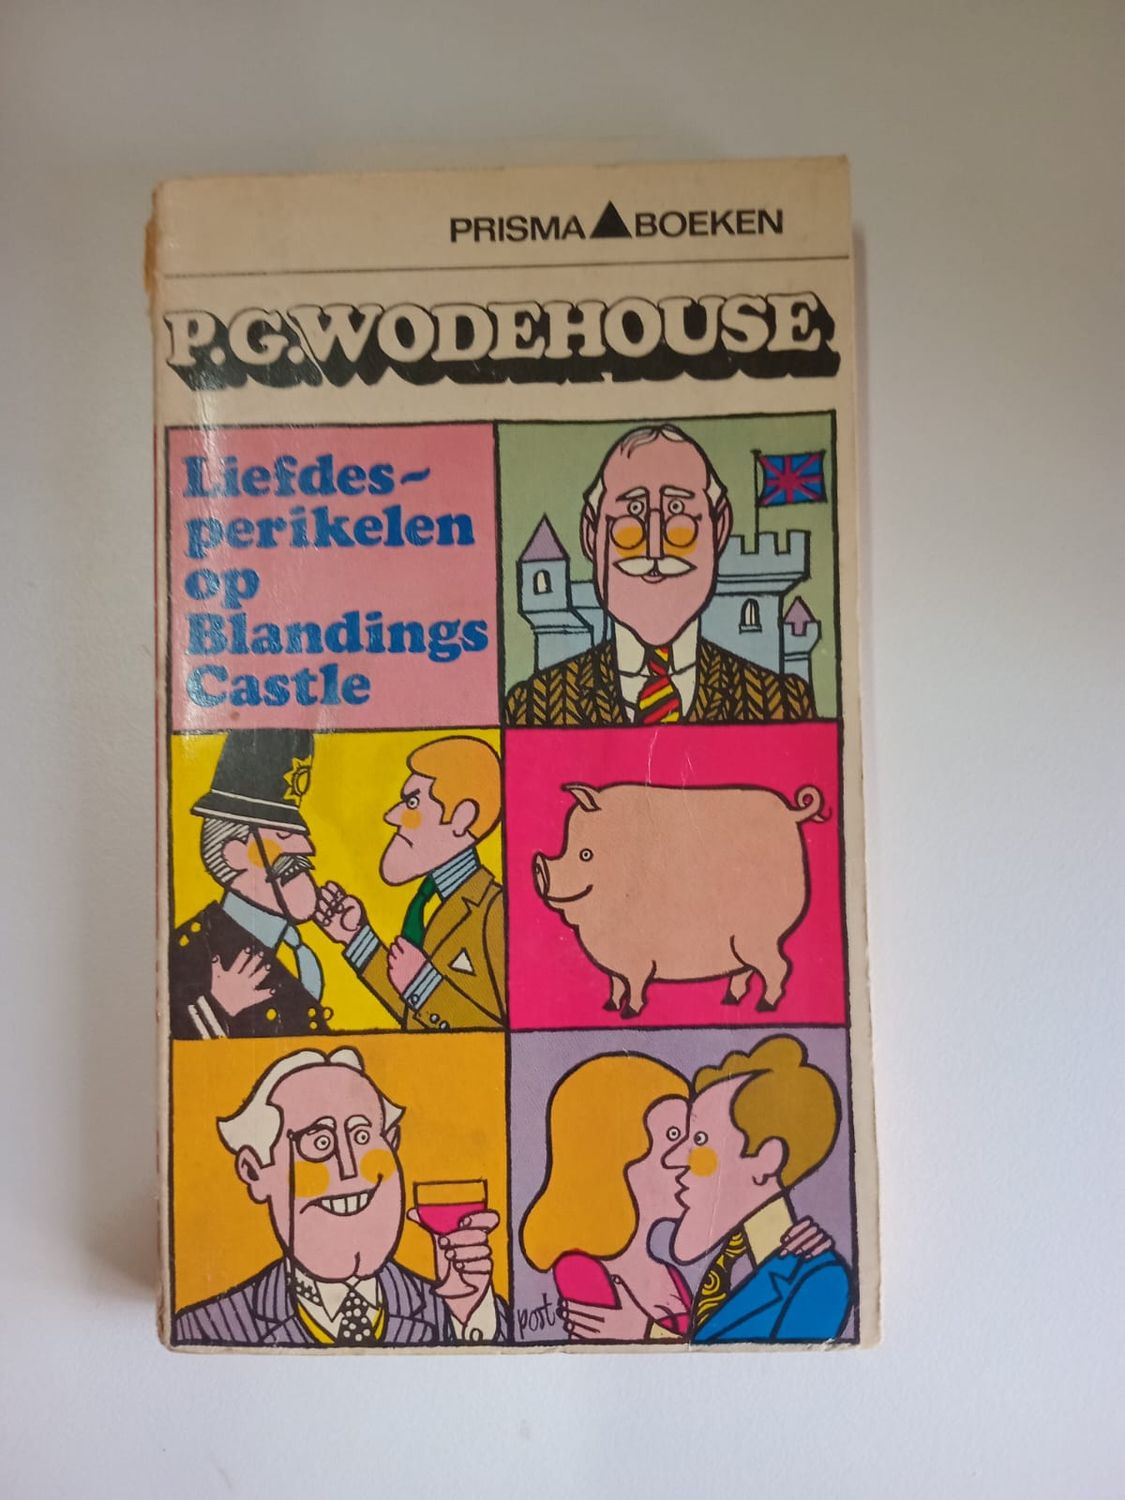 PRISMA BOEKEN
P.G.WODEHOUSE
Liefdes-
perikelen
op
Blandings
Castle
post